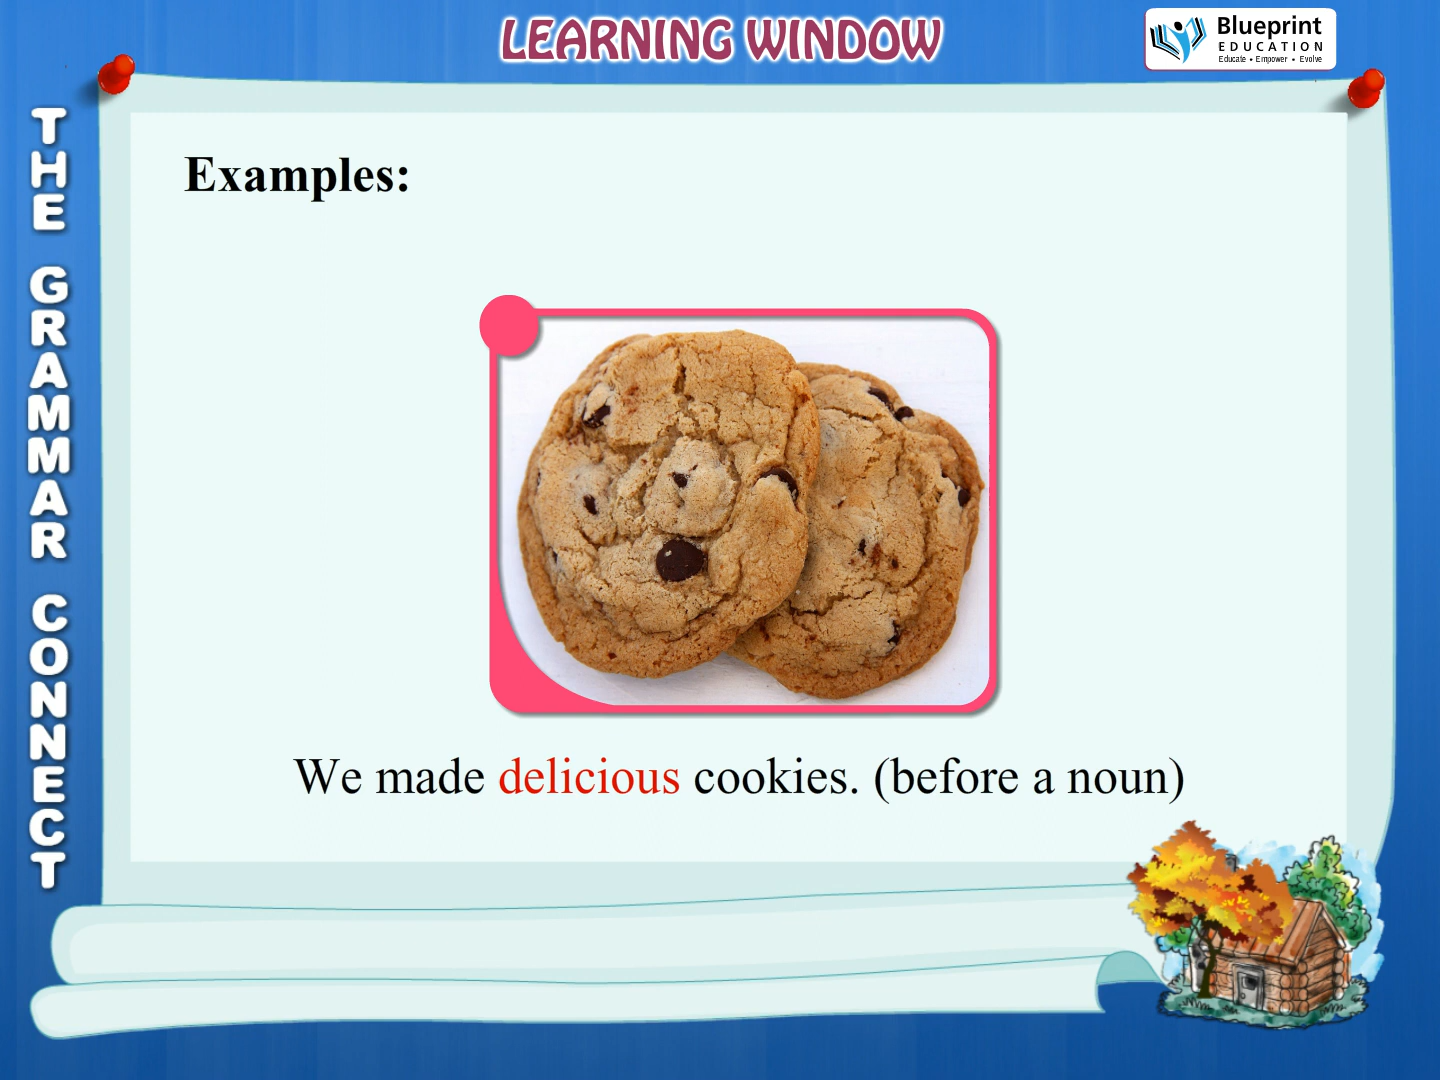 LEARNING WINDOW
Blueprint
EDUCATION
Educate • Empower • Evolve
THE GRAMMAR CONNECT
Examples:
We made delicious cookies. (before a noun)